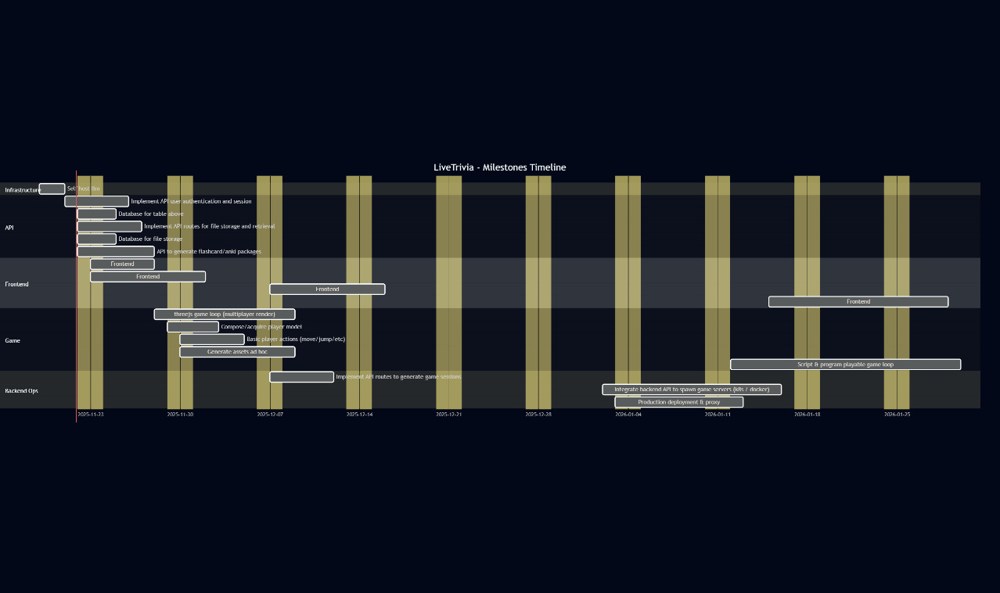 LiveTrivia - Milestones Timeline
Infrastructure
Self host llm
Implement API user authentication and session
Database for table above
API
Implement API routes for file storage and retrieval
Database for file storage
API to generate flashcard/anki packages
Frontend
Frontend
Frontend
Frontend
Frontend
threejs game loop (multiplayer render)
Compose/acquire player model
Basic player actions (move/jump/etc)
Game
Generate assets ad hoc
Script & program playable game loop
Implement API routes to generate game sessions
Backend Ops
Integrate backend API to spawn game servers (k8s / docker)
Production deployment & proxy
2025-11-23
2025-11-30
2025-12-07
2025-12-14
2025-12-21
2025-12-28
2026-01-04
2026-01-11
2026-01-18
2026-01-25